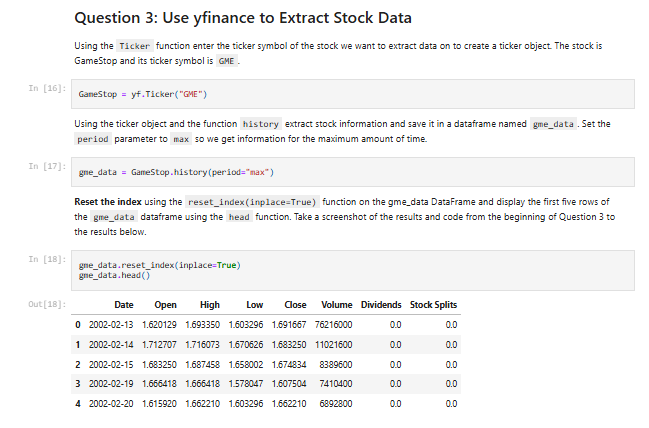 Question 3: Use yfinance to Extract Stock Data
Using the Ticker function enter the ticker symbol of the stock we want to extract data on to create a ticker object. The stock is
GameStop and its ticker symbol is GME .
In [16]: GameStop = yf.Ticker("GME")
Using the ticker object and the function history extract stock information and save it in a dataframe named gme_data . Set the
period parameter to max so we get information for the maximum amount of time.
In [17]: gme_data = GameStop.history(period="max")
Reset the index using the reset_index(inplace=True) function on the gme_data DataFrame and display the first five rows of
the gme_data dataframe using the head function. Take a screenshot of the results and code from the beginning of Question 3 to
the results below.
In [18]: gme_data.reset_index(inplace=True)
gme_data.head()
Out[18]: Date Open High Low Close Volume Dividends Stock Splits
0 2002-02-13 1.620129 1.693350 1.603296 1.691667 76216000 0.0 0.0
1 2002-02-14 1.712707 1.716073 1.670626 1.683250 11021600 0.0 0.0
2 2002-02-15 1.683250 1.687458 1.658002 1.674834 8389600 0.0 0.0
3 2002-02-19 1.666418 1.666418 1.578047 1.607504 7410400 0.0 0.0
4 2002-02-20 1.615920 1.662210 1.603296 1.662210 6892800 0.0 0.0